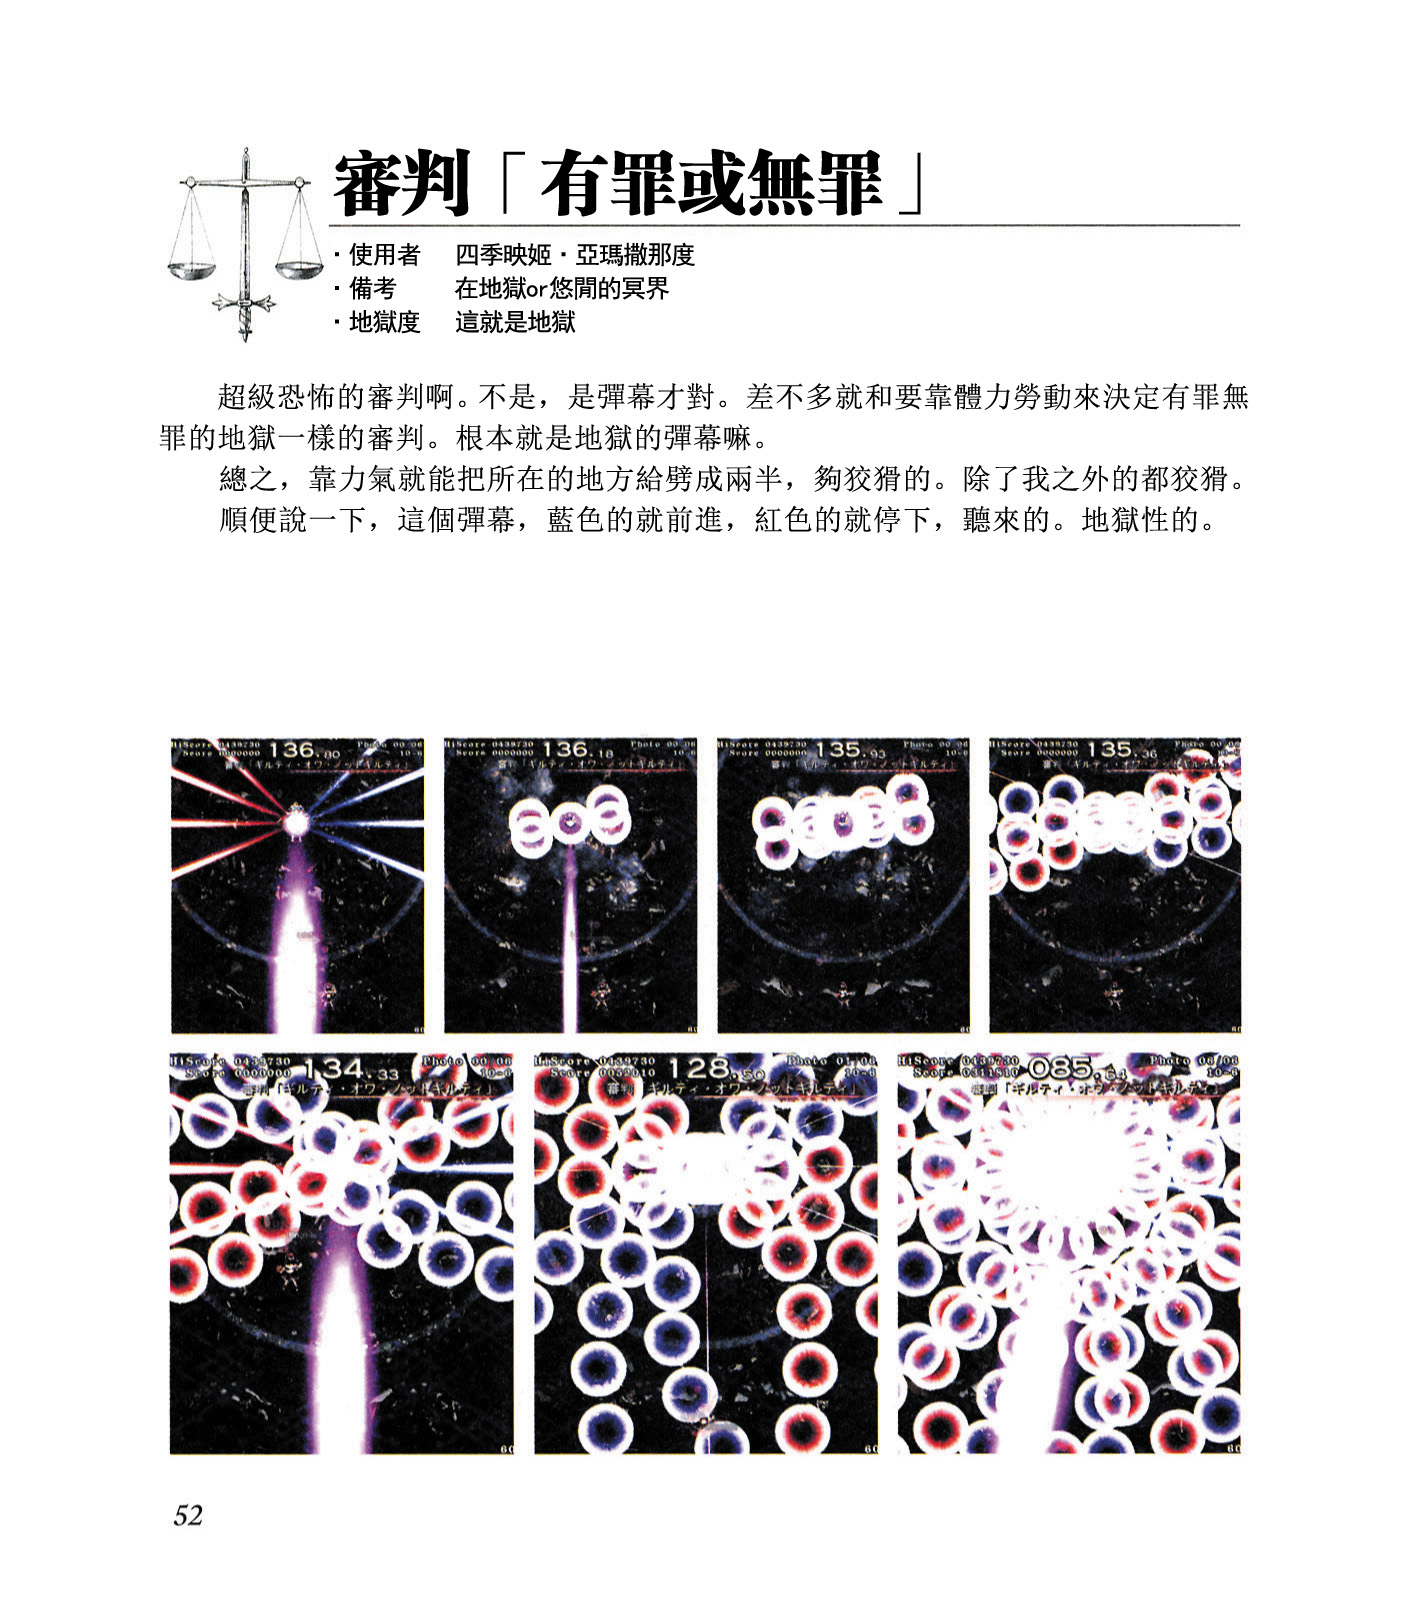 審判「有罪或無罪」
・使用者 四季映姬・亞瑪撒那度
・備考 在地獄or悠閒的冥界
・地獄度 這就是地獄
超級恐怖的審判啊。不是，是彈幕才對。差不多就和要靠體力勞動來決定有罪無
罪的地獄一樣的審判。根本就是地獄的彈幕嘛。
總之，靠力氣就能把所在的地方給劈成兩半，夠狡猾的。除了我之外的都狡猾。
順便說一下，這個彈幕，藍色的就前進，紅色的就停下，聽來的。地獄性的。
HiScore 0439730 136.80 Photo 00/08
Score 0000000 10-6
審判「ギルティ・オワ・ノットギルティ」
60
HiScore 0439730 136.18 Photo 00/08
Score 0000000 10-6
審判「ギルティ・オワ・ノットギルティ」
60
HiScore 0439730 135.93 Photo 00/08
Score 0000000 10-6
審判「ギルティ・オワ・ノットギルティ」
60
HiScore 0439730 135.36 Photo 00/08
Score 0000000 10-6
審判「ギルティ・オワ・ノットギルティ」
60
HiScore 0439730 134.33 Photo 00/08
Score 0000000 10-6
審判「ギルティ・オワ・ノットギルティ」
60
HiScore 0439730 128.50 Photo 01/08
Score 0052010 10-6
審判「ギルティ・オワ・ノットギルティ」
60
HiScore 0439730 085.64 Photo 06/08
Score 0311810 10-6
審判「ギルティ・オワ・ノットギルティ」
60
52